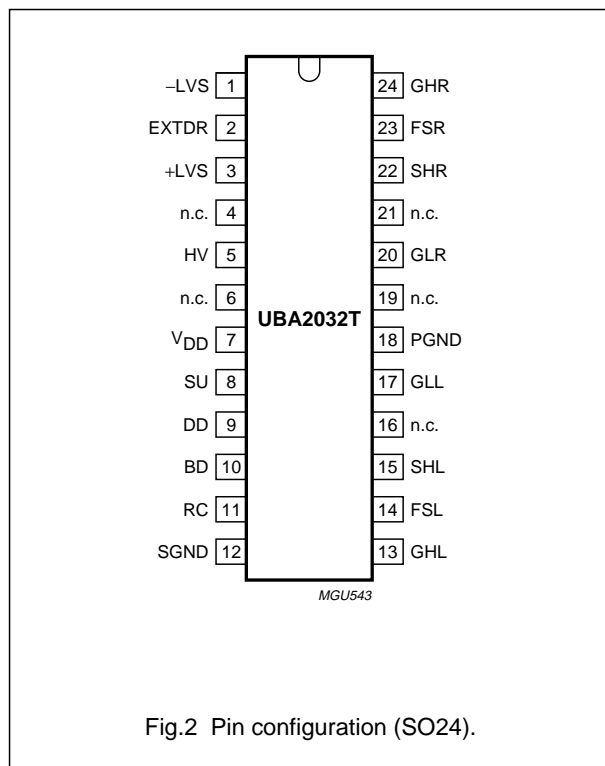 −LVS 1
EXTDR 2
+LVS 3
n.c. 4
HV 5
n.c. 6
VDD 7
SU 8
DD 9
BD 10
RC 11
SGND 12
UBA2032T
24 GHR
23 FSR
22 SHR
21 n.c.
20 GLR
19 n.c.
18 PGND
17 GLL
16 n.c.
15 SHL
14 FSL
13 GHL
MGU543
Fig.2 Pin configuration (SO24).